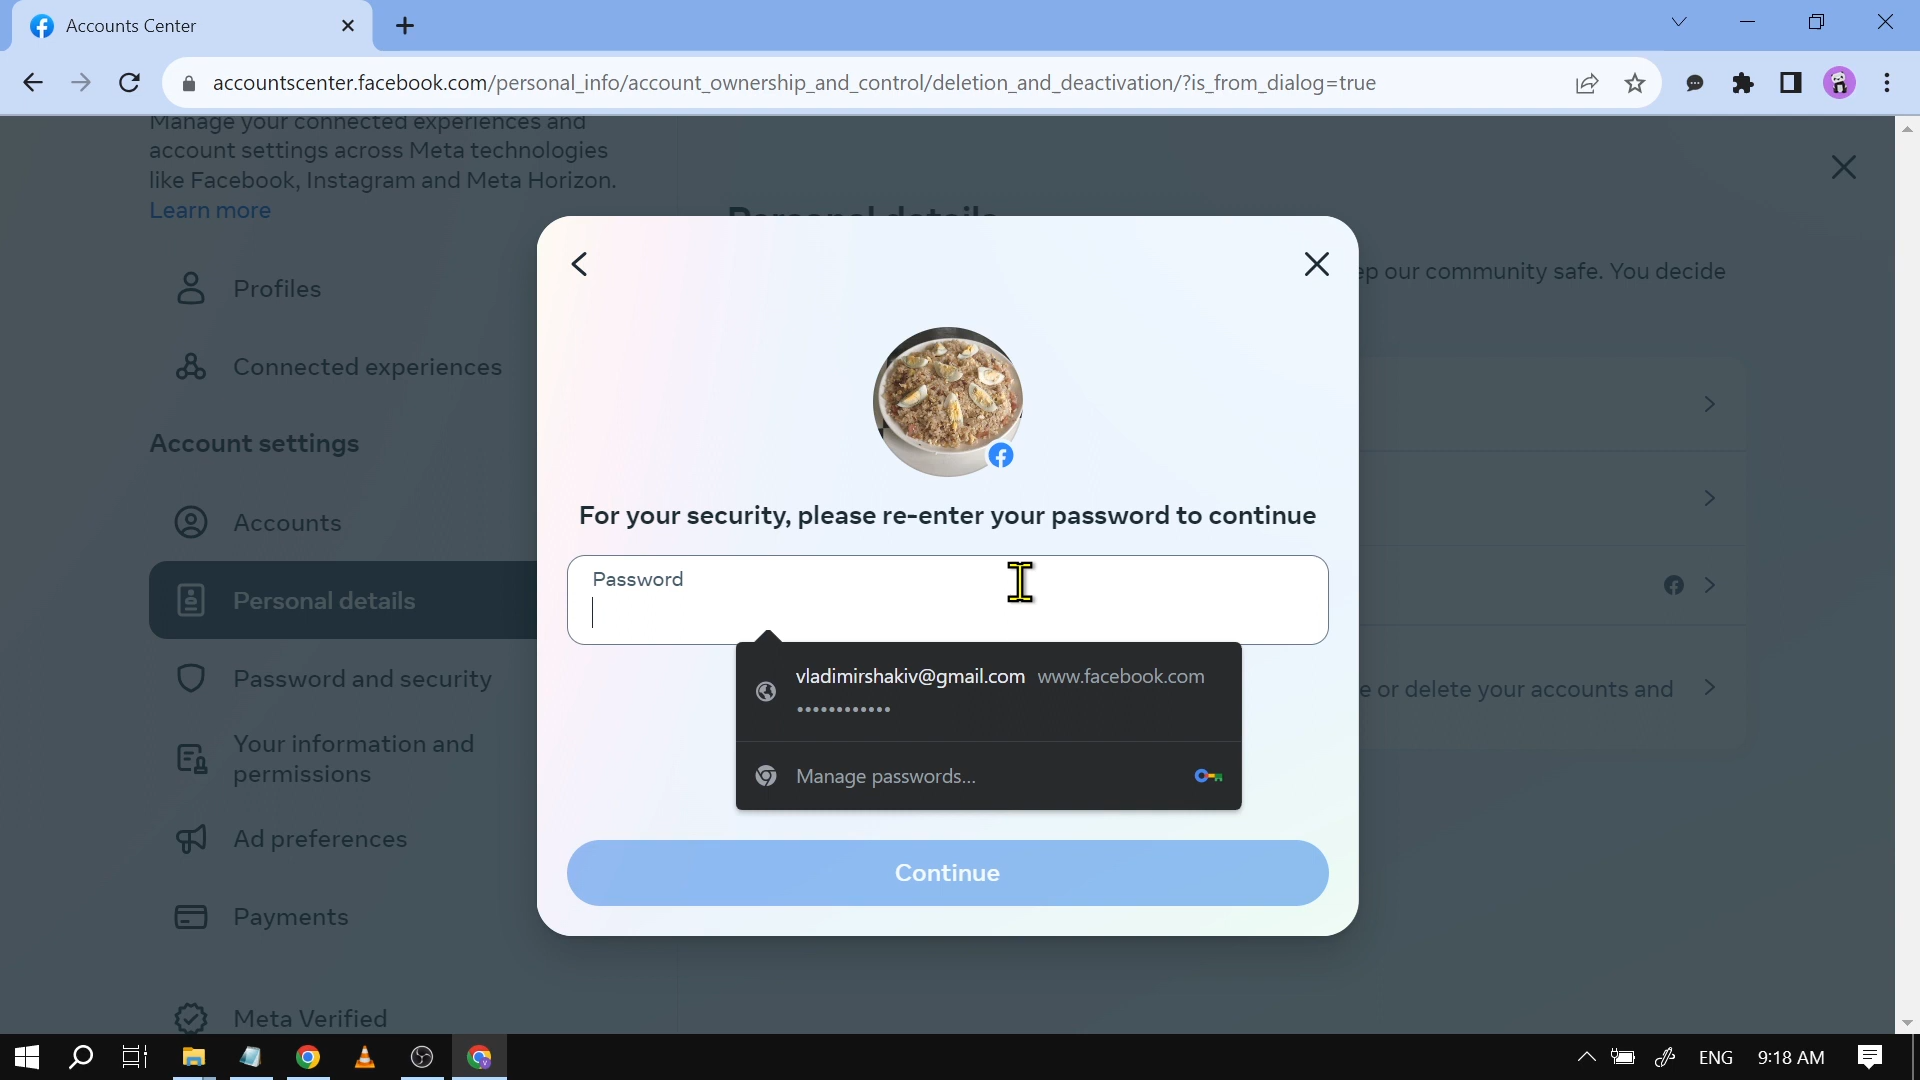 Accounts Center
accountscenter.facebook.com/personal_info/account_ownership_and_control/deletion_and_deactivation/?is_from_dialog=true
Manage your connected experiences and
account settings across Meta technologies
like Facebook, Instagram and Meta Horizon.
Learn more
Profiles
Connected experiences
Account settings
Accounts
Personal details
Password and security
Your information and
permissions
Ad preferences
Payments
Meta Verified
Personal details
ep our community safe. You decide
e or delete your accounts and
For your security, please re-enter your password to continue
Password
vladimirshakiv@gmail.com www.facebook.com
••••••••••••
Manage passwords...
Continue
ENG 9:18 AM